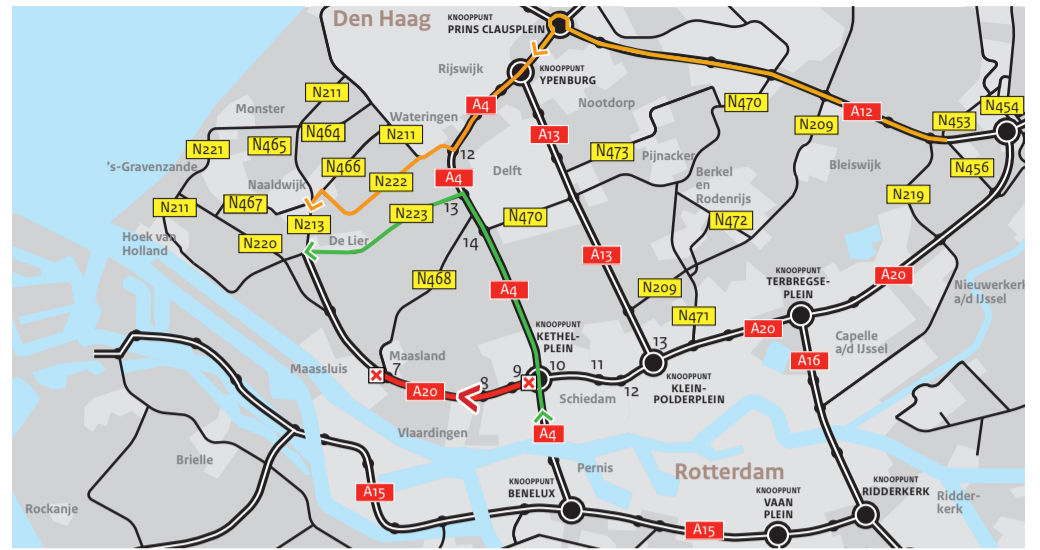 Den Haag
KNOOPPUNT
PRINS CLAUSPLEIN
Rijswijk
KNOOPPUNT
YPENBURG
N211
Monster
Wateringen
A4
Nootdorp
N470
A12
N454
N453
N209
N464
N211
A13
N465
N221
12
N473
Pijnacker
's-Gravenzande
N466
Delft
Bleiswijk
N456
Naaldwijk
N222
A4
Berkel
en
Rodenrijs
N219
N467
N211
13
N223
N470
N472
N213
Hoek van
Holland
N220
De Lier
14
A13
N468
A4
KNOOPPUNT
TERBREGSE-
PLEIN
A20
N209
Nieuwerkerk
a/d IJssel
N471
KNOOPPUNT
KETHEL-
PLEIN
A20
Capelle
a/d IJssel
13
Maasland
Maassluis
7
A20
8
9
10
11
12
KNOOPPUNT
KLEIN-
POLDERPLEIN
A16
Schiedam
Vlaardingen
A4
Brielle
Pernis
Rotterdam
A15
KNOOPPUNT
BENELUX
KNOOPPUNT
VAAN
PLEIN
KNOOPPUNT
RIDDERKERK
Ridder-
kerk
Rockanje
A15